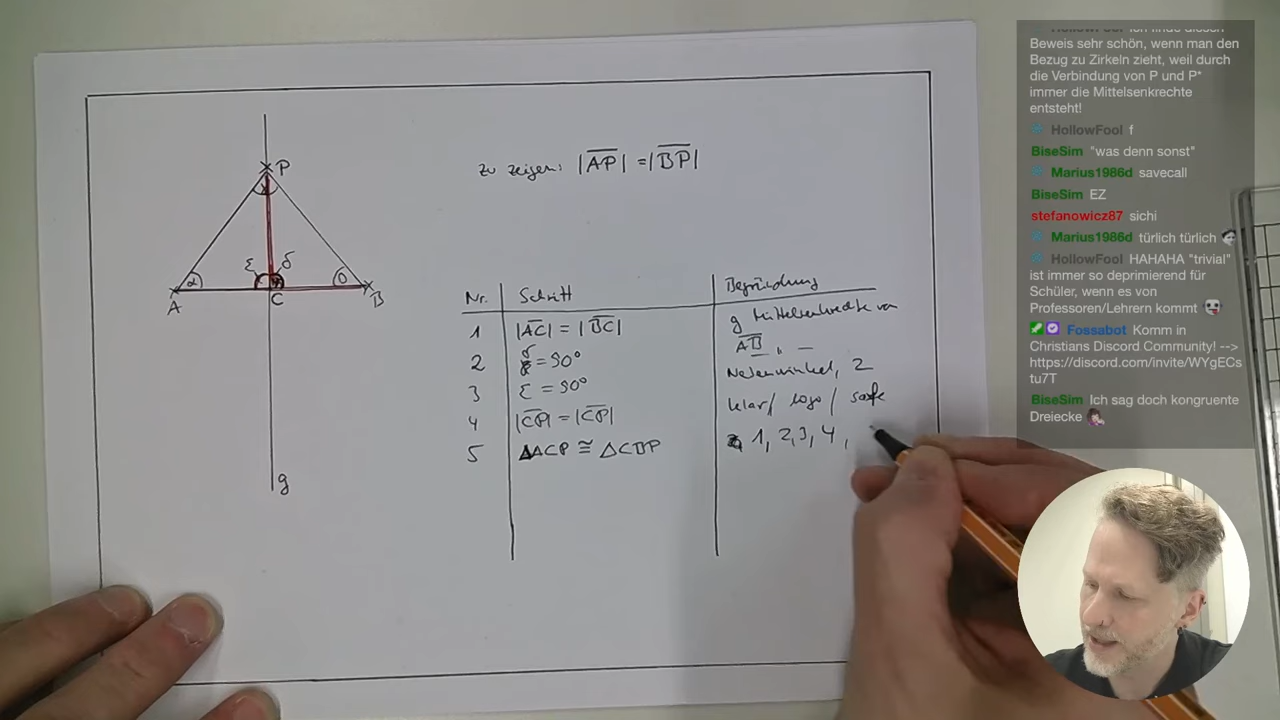 P
γ
ε δ
α β
A C B
g
zu zeigen: |AP| = |BP|
Nr. Schritt Begründung
1 |AC| = |BC| g Mittelsenkrechte von AB
2 δ = 90° — „ —
3 ε = 90° Nebenwinkel, 2
4 |CP| = |CP| klar / logo / safe
5 ΔACP ≅ ΔCBP 1, 2, 3, 4,
HollowFool Ich finde diesen
Beweis sehr schön, wenn man den
Bezug zu Zirkeln zieht, weil durch
die Verbindung von P und P*
immer die Mittelsenkrechte
entsteht!
HollowFool f
BiseSim "was denn sonst"
Marius1986d savecall
BiseSim EZ
stefanowicz87 sichi
Marius1986d türlich türlich
HollowFool HAHAHA "trivial"
ist immer so deprimierend für
Schüler, wenn es von
Professoren/Lehrern kommt
Fossabot Komm in
Christians Discord Community! -->
https://discord.com/invite/WYgECs
tu7T
BiseSim Ich sag doch kongruente
Dreiecke